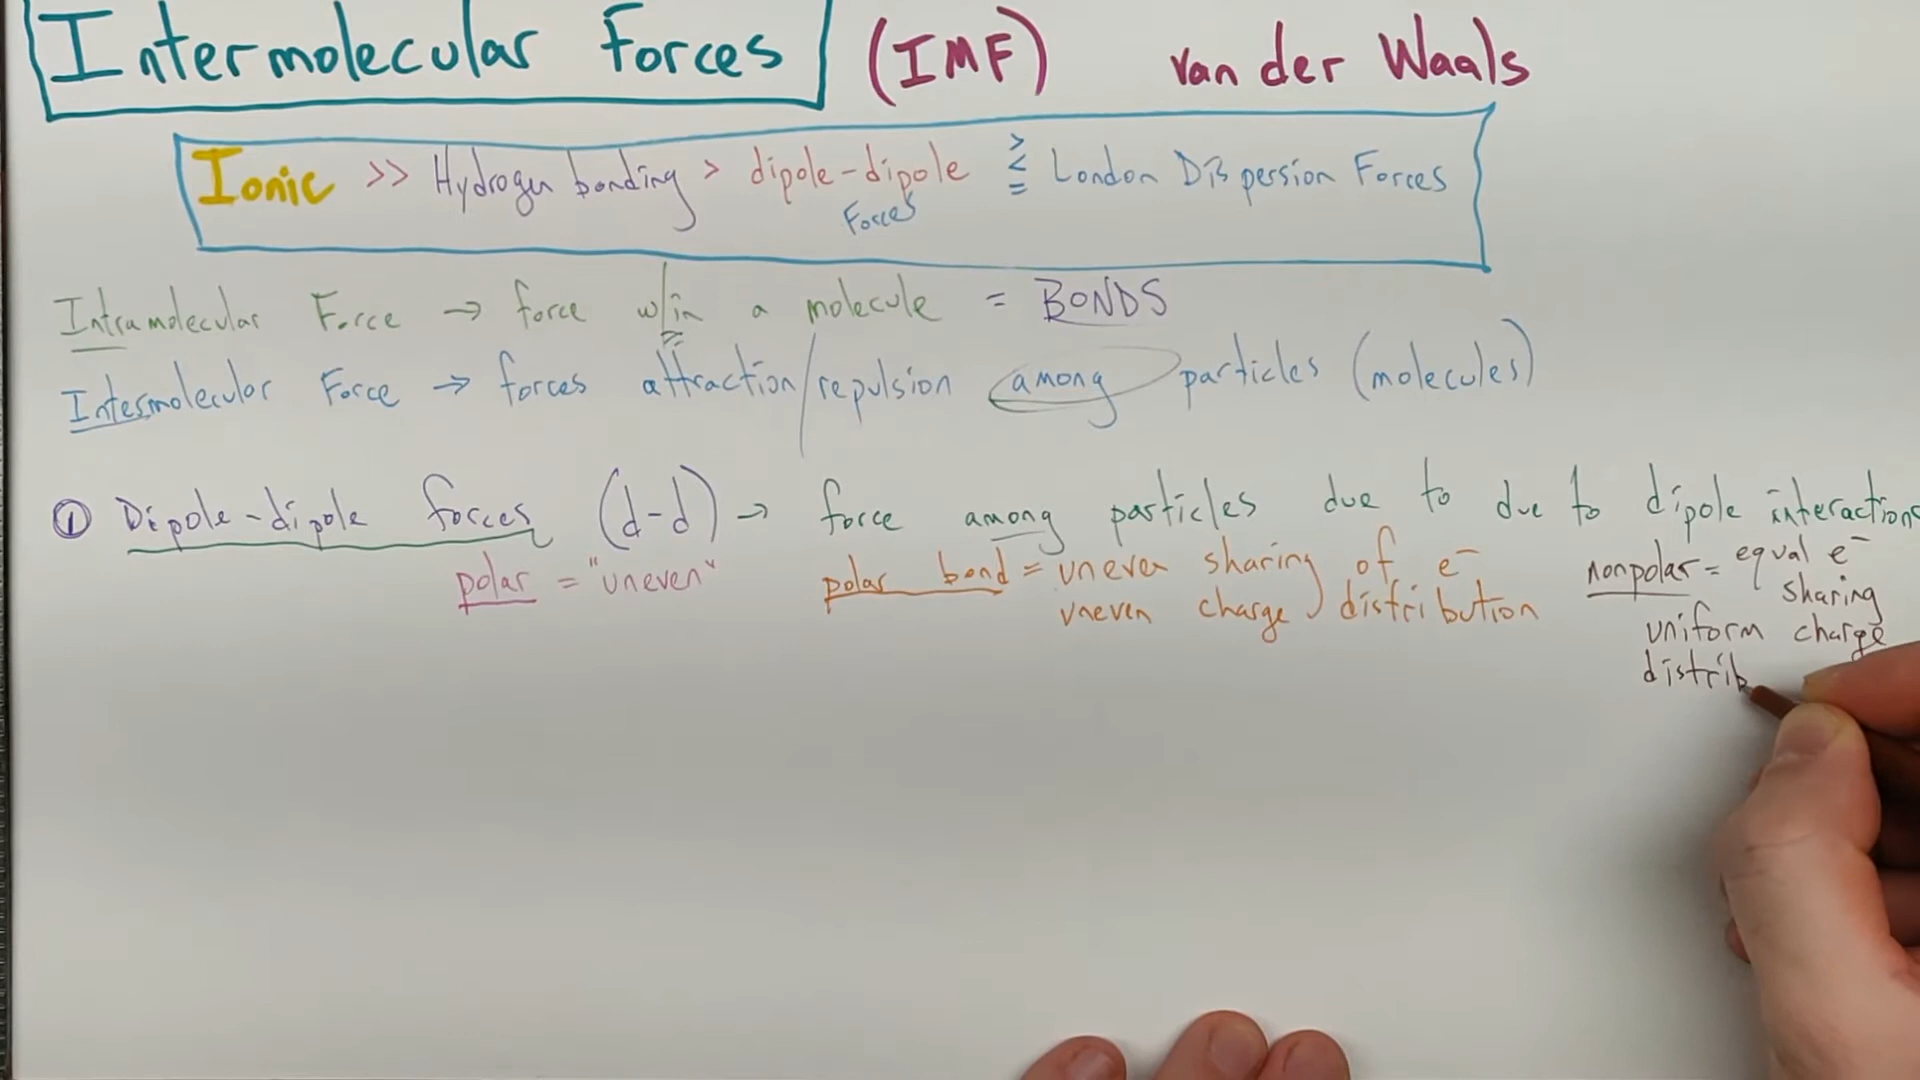 Intermolecular Forces (IMF) van der Waals
Ionic >> Hydrogen bonding > dipole-dipole ><= London Dispersion Forces
Forces
Intramolecular Force → force w/in a molecule = BONDS
Intermolecular Force → forces attraction/repulsion among particles (molecules)
① Dipole-dipole forces (d-d) → force among particles due to due to dipole interactions
polar = "uneven"
polar bond = uneven sharing of e⁻
uneven charge distribution
nonpolar = equal e⁻
sharing
uniform charge
distrib